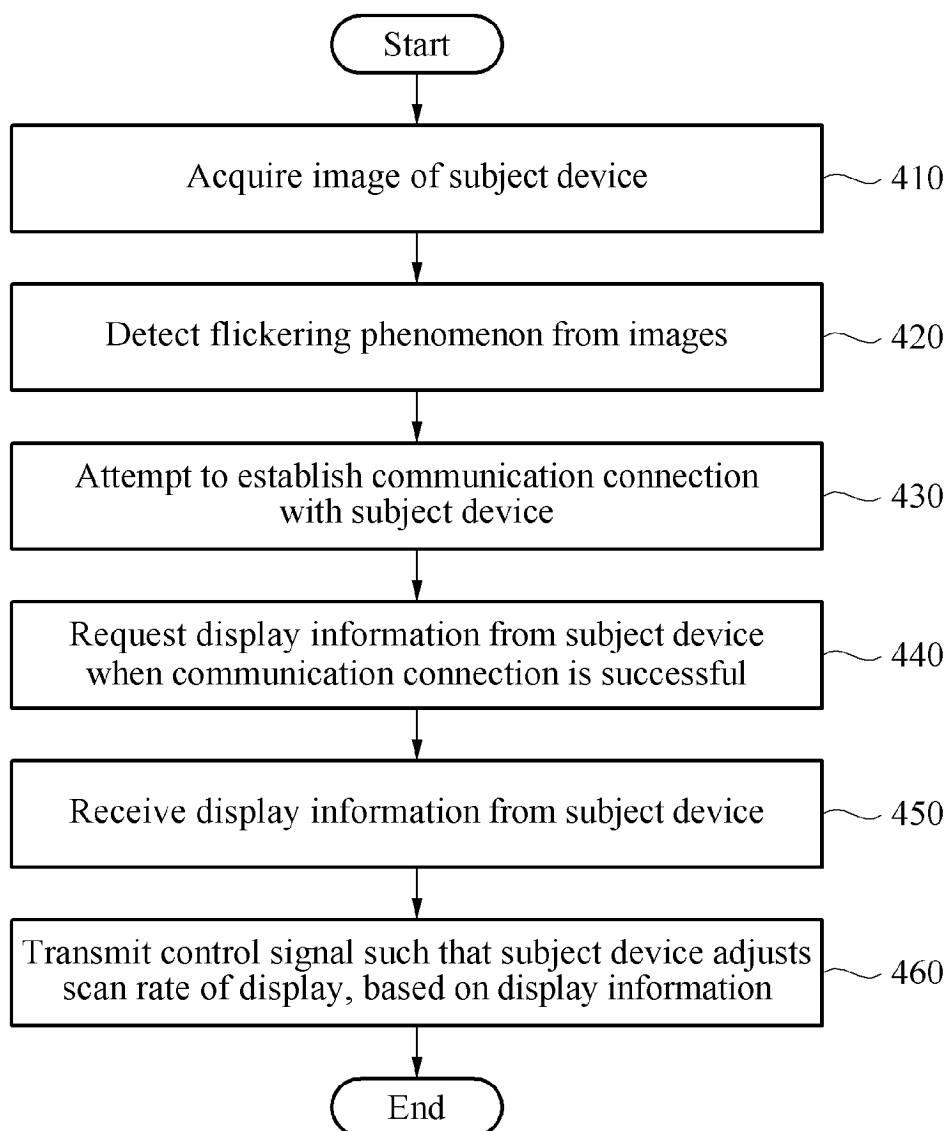 Start
Acquire image of subject device
410
Detect flickering phenomenon from images
420
Attempt to establish communication connection
with subject device
430
Request display information from subject device
when communication connection is successful
440
Receive display information from subject device
450
Transmit control signal such that subject device adjusts
scan rate of display, based on display information
460
End